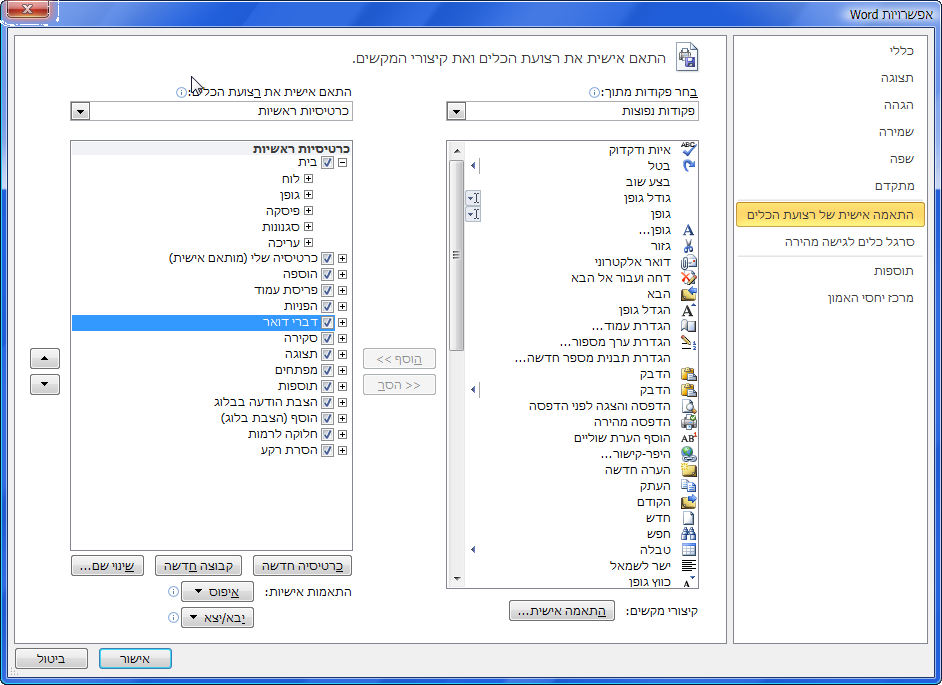 אפשרויות Word
כללי
תצוגה
הגהה
שמירה
שפה
מתקדם
התאמה אישית של רצועת הכלים
סרגל כלים לגישה מהירה
תוספות
מרכז יחסי האמון
התאם אישית את רצועת הכלים ואת קיצורי המקשים.
בחר פקודות מתוך:
פקודות נפוצות
איות ודקדוק
בטל
בצע שוב
גודל גופן
גופן
גופן...
גזור
דואר אלקטרוני
דחה ועבור אל הבא
הבא
הגדל גופן
הגדרת עמוד...
הגדרת ערך מספור...
הגדרת תבנית מספר חדשה...
הדבק
הדבק
הדפסה והצגה לפני הדפסה
הדפסה מהירה
הוסף הערת שוליים
היפר-קישור...
הערה חדשה
העתק
הקודם
חדש
חפש
טבלה
ישר לשמאל
כווץ גופן
קיצורי מקשים:
התאמה אישית...
הוסף >>
<< הסר
התאם אישית את רצועת הכלים:
כרטיסיות ראשיות
כרטיסיות ראשיות
בית
לוח
גופן
פיסקה
סגנונות
עריכה
כרטיסיה שלי (מותאם אישית)
הוספה
פריסת עמוד
הפניות
דברי דואר
סקירה
תצוגה
מפתחים
תוספות
הצבת הודעה בבלוג
הוסף (הצבת בלוג)
חלוקה לרמות
הסרת רקע
כרטיסיה חדשה
קבוצה חדשה
שינוי שם...
התאמות אישיות:
איפוס
יבא/יצא
אישור
ביטול